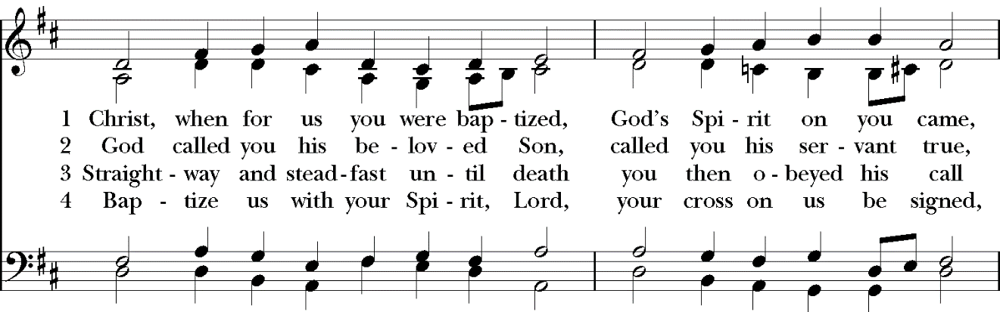 1 Christ, when for us you were bap - tized, God's Spi - rit on you came,
2 God called you his be - lov - ed Son, called you his ser - vant true,
3 Straight - way and stead - fast un - til death you then o - beyed his call
4 Bap - tize us with your Spi - rit, Lord, your cross on us be signed,